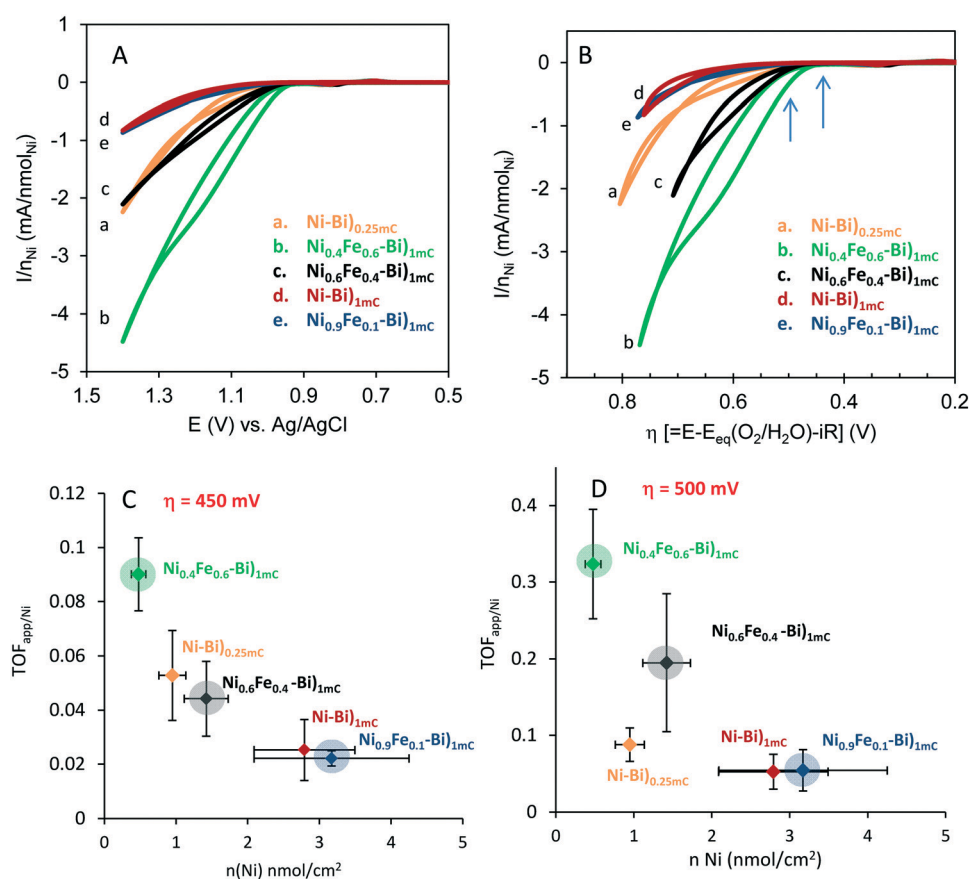 A
I/n_Ni (mA/nmol_Ni)
1
0
-1
-2
-3
-4
-5
1.5 1.3 1.1 0.9 0.7 0.5
E (V) vs. Ag/AgCl
d
e
c
a
b
a. Ni-Bi)0.25mC
b. Ni0.4Fe0.6-Bi)1mC
c. Ni0.6Fe0.4-Bi)1mC
d. Ni-Bi)1mC
e. Ni0.9Fe0.1-Bi)1mC
B
I/n_Ni (mA/nmol_Ni)
0
-1
-2
-3
-4
-5
0.8 0.6 0.4 0.2
η [=E-Eeq(O2/H2O)-iR] (V)
d
e
a
c
b
a. Ni-Bi)0.25mC
b. Ni0.4Fe0.6-Bi)1mC
c. Ni0.6Fe0.4-Bi)1mC
d. Ni-Bi)1mC
e. Ni0.9Fe0.1-Bi)1mC
C
η = 450 mV
TOFapp/Ni
0.12
0.1
0.08
0.06
0.04
0.02
0
0 1 2 3 4 5
n(Ni) nmol/cm²
Ni0.4Fe0.6-Bi)1mC
Ni-Bi)0.25mC
Ni0.6Fe0.4-Bi)1mC
Ni-Bi)1mC
Ni0.9Fe0.1-Bi)1mC
D
η = 500 mV
TOFapp/Ni
0.4
0.3
0.2
0.1
0
0 1 2 3 4 5
n Ni (nmol/cm²)
Ni0.4Fe0.6-Bi)1mC
Ni0.6Fe0.4-Bi)1mC
Ni-Bi)0.25mC
Ni-Bi)1mC
Ni0.9Fe0.1-Bi)1mC